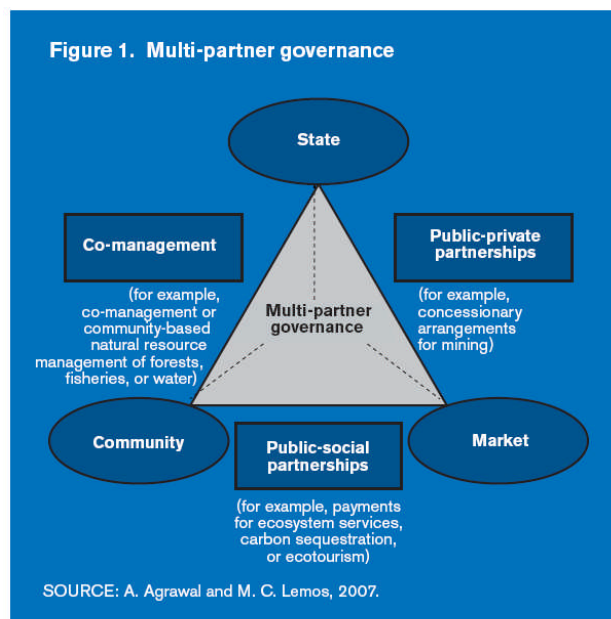 Figure 1. Multi-partner governance
State
Co-management
(for example,
co-management or
community-based
natural resource
management of forests,
fisheries, or water)
Public-private
partnerships
(for example,
concessionary
arrangements
for mining)
Multi-partner
governance
Community
Public-social
partnerships
(for example, payments
for ecosystem services,
carbon sequestration,
or ecotourism)
Market
SOURCE: A. Agrawal and M. C. Lemos, 2007.